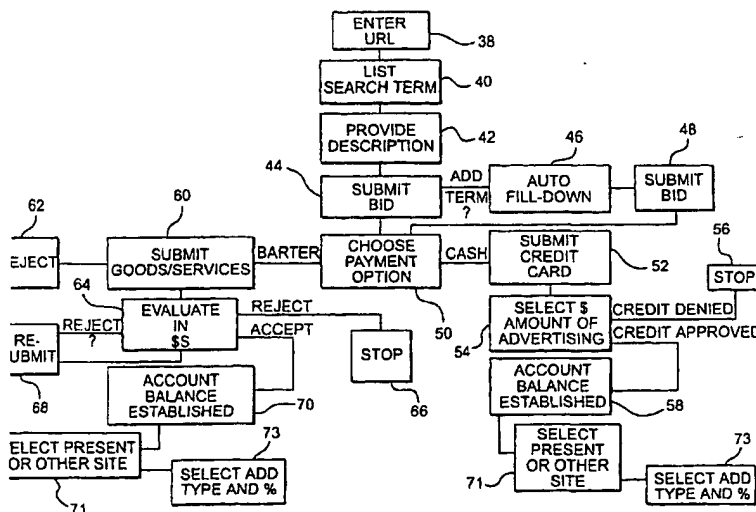 ENTER
URL
38
LIST
SEARCH TERM
40
PROVIDE
DESCRIPTION
42
44
SUBMIT
BID
ADD
TERM
?
46
AUTO
FILL-DOWN
48
SUBMIT
BID
62
EJECT
60
SUBMIT
GOODS/SERVICES
BARTER
CHOOSE
PAYMENT
OPTION
50
CASH
SUBMIT
CREDIT
CARD
52
56
STOP
64
EVALUATE
IN
$S
REJECT
ACCEPT
REJECT
?
RE-
SUBMIT
68
STOP
66
54
SELECT $
AMOUNT OF
ADVERTISING
CREDIT DENIED
CREDIT APPROVED
ACCOUNT
BALANCE
ESTABLISHED
70
ACCOUNT
BALANCE
ESTABLISHED
58
ELECT PRESENT
OR OTHER SITE
71
73
SELECT ADD
TYPE AND %
SELECT
PRESENT
OR OTHER
SITE
71
73
SELECT ADD
TYPE AND %